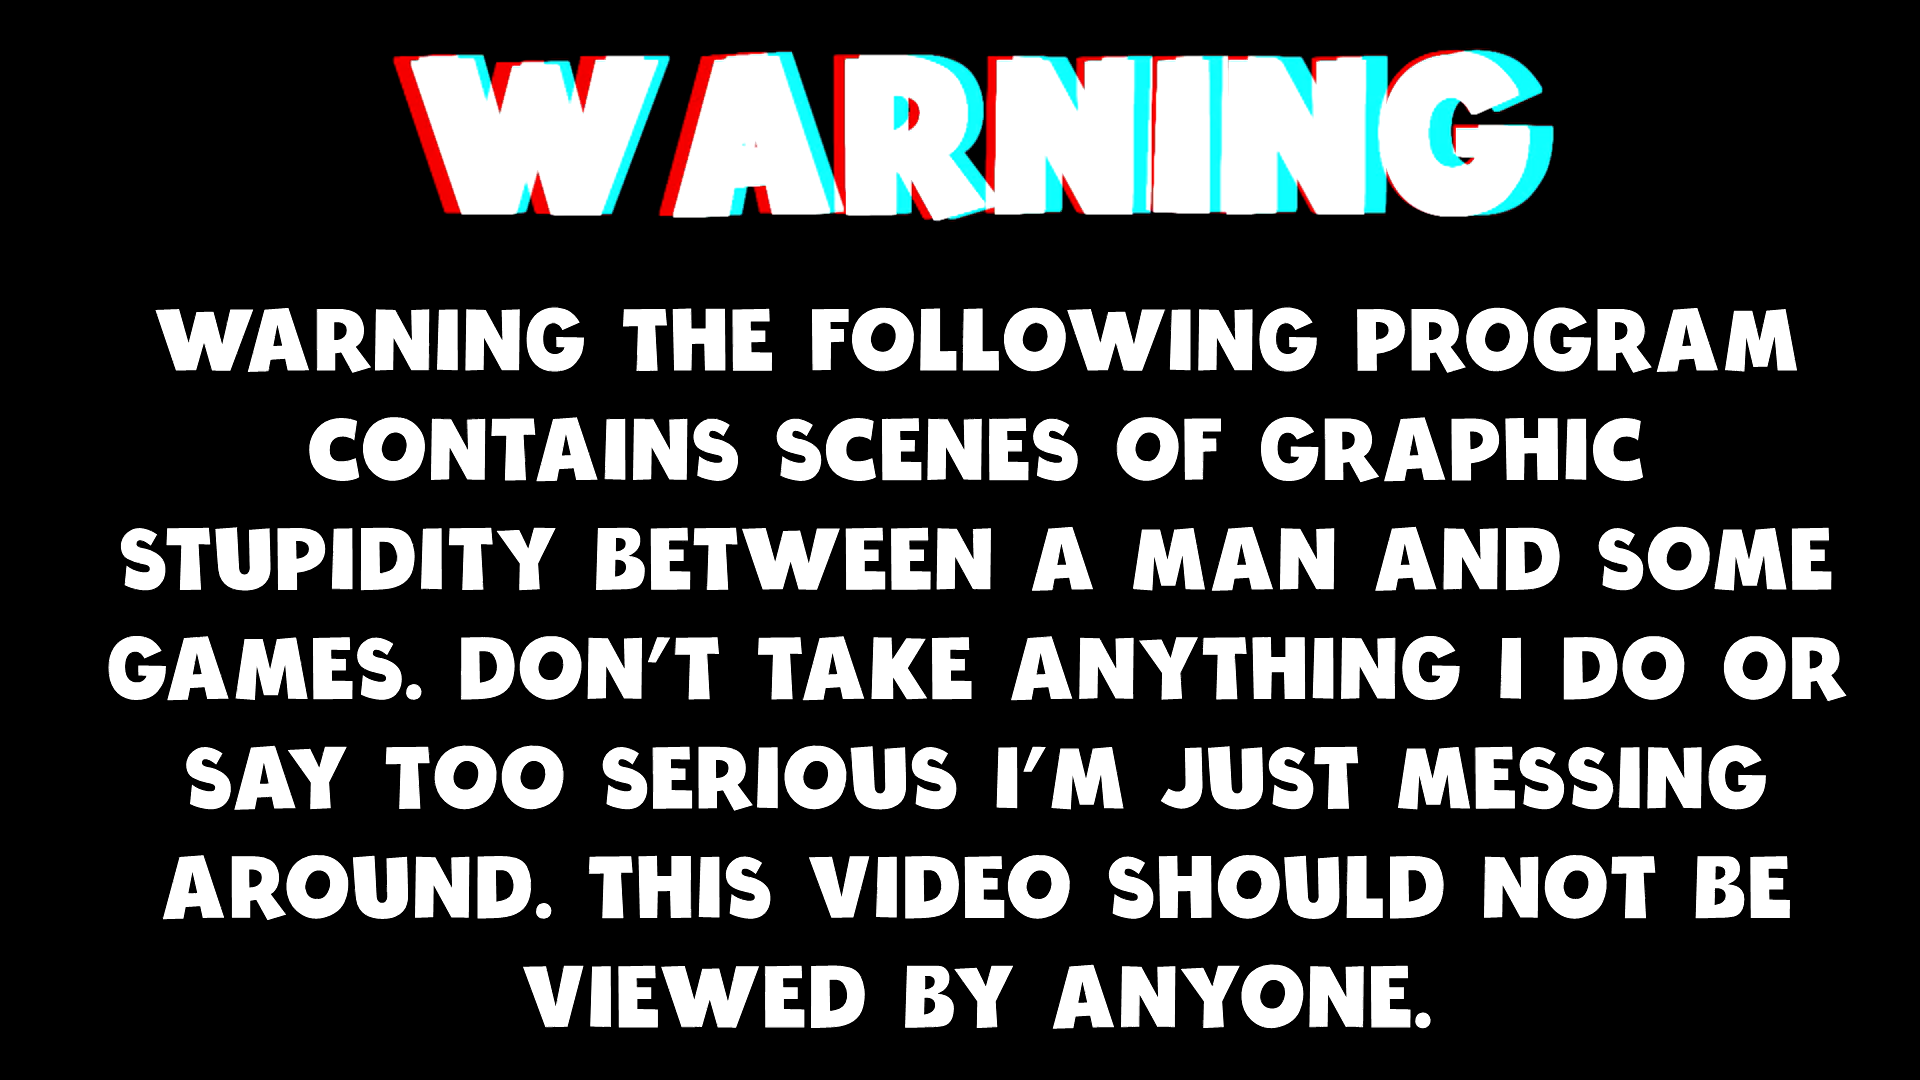 WARNING
WARNING THE FOLLOWING PROGRAM
CONTAINS SCENES OF GRAPHIC
STUPIDITY BETWEEN A MAN AND SOME
GAMES. DON'T TAKE ANYTHING I DO OR
SAY TOO SERIOUS I'M JUST MESSING
AROUND. THIS VIDEO SHOULD NOT BE
VIEWED BY ANYONE.